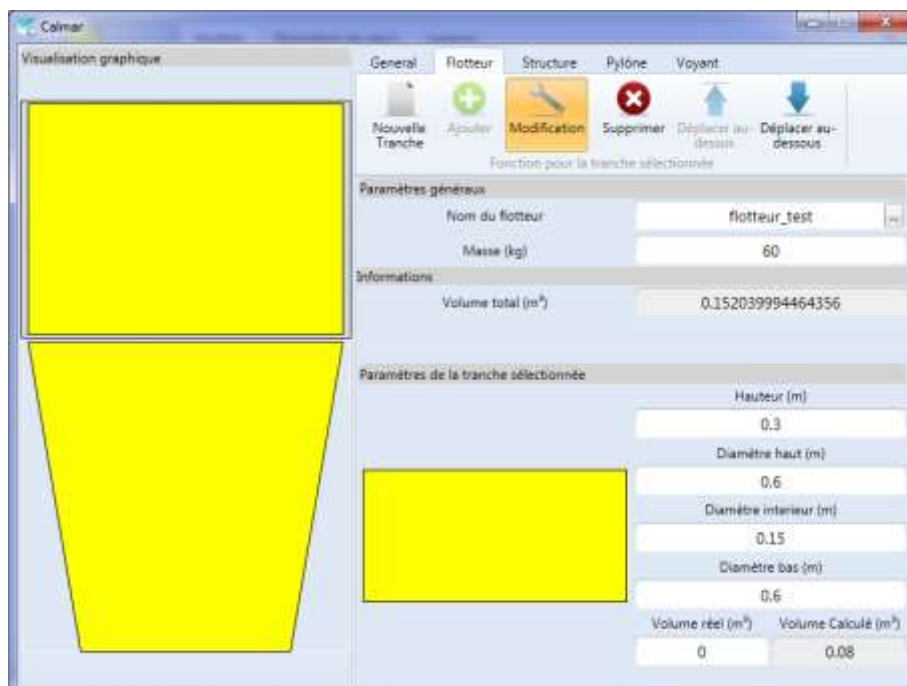 Calmar
Visualisation graphique
General Flotteur Structure Pylône Voyant
Nouvelle Tranche
Ajouter
Modification
Supprimer
Déplacer au-dessus
Déplacer au-dessous
Fonction pour la tranche sélectionnée
Paramètres généraux
Nom du flotteur flotteur_test ...
Masse (kg) 60
Informations
Volume total (m³) 0.152039994464356
Paramètres de la tranche sélectionnée
Hauteur (m)
0.3
Diamètre haut (m)
0.6
Diamètre interieur (m)
0.15
Diamètre bas (m)
0.6
Volume réel (m³) Volume Calculé (m³)
0 0.08